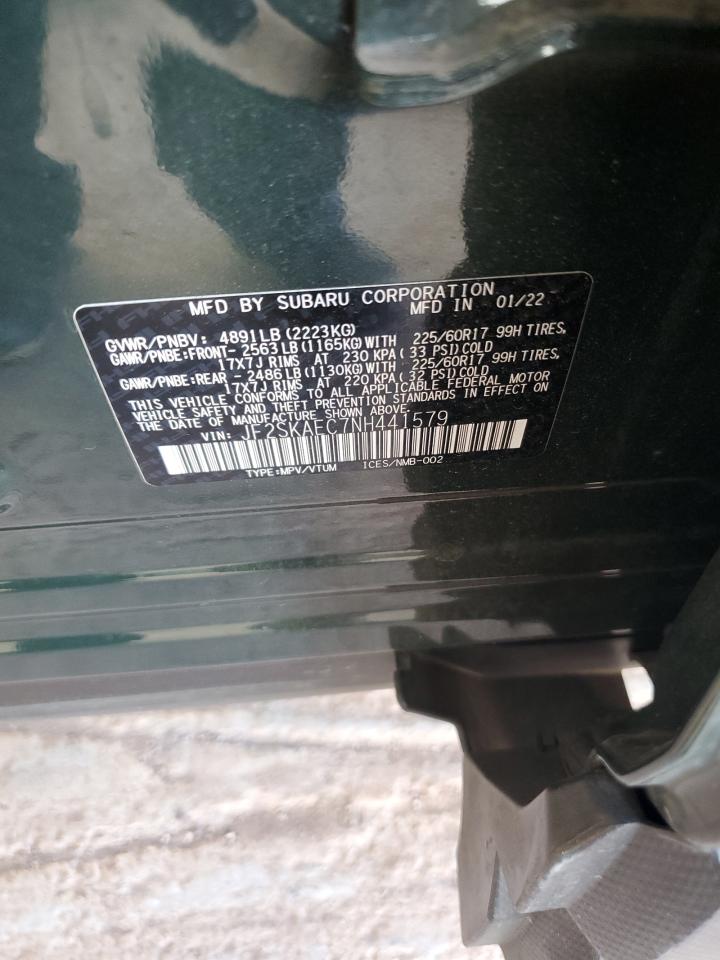 MFD BY SUBARU CORPORATION
MFD IN 01/22
GVWR/PNBV: 4891LB(2223KG)
GAWR/PNBE:FRONT- 2563LB(1165KG)WITH 225/60R17 99H TIRES,
17X7J RIMS AT 230 KPA(33 PSI)COLD
GAWR/PNBE:REAR - 2486LB(1130KG)WITH 225/60R17 99H TIRES,
17X7J RIMS AT 220 KPA(32 PSI)COLD
THIS VEHICLE CONFORMS TO ALL APPLICABLE FEDERAL MOTOR
VEHICLE SAFETY AND THEFT PREVENTION STANDARDS IN EFFECT ON
THE DATE OF MANUFACTURE SHOWN ABOVE.
VIN: JF2SKAEC7NH441579
TYPE:MPV/VTUM ICES/NMB-002